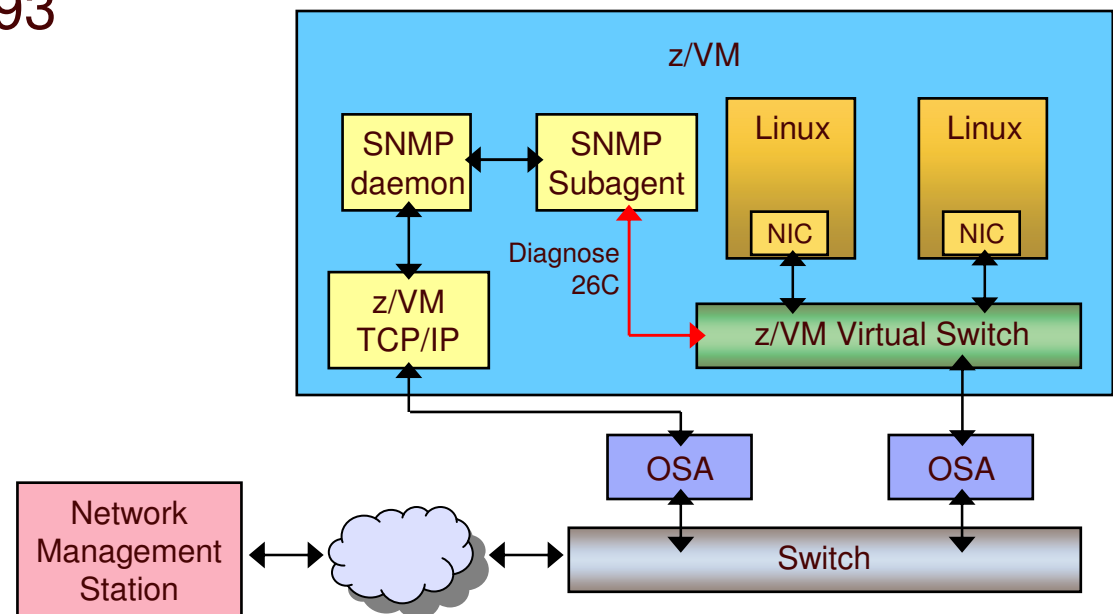 93
z/VM
SNMP
daemon
SNMP
Subagent
Linux
Linux
NIC
NIC
Diagnose
26C
z/VM
TCP/IP
z/VM Virtual Switch
OSA
OSA
Network
Management
Station
Switch